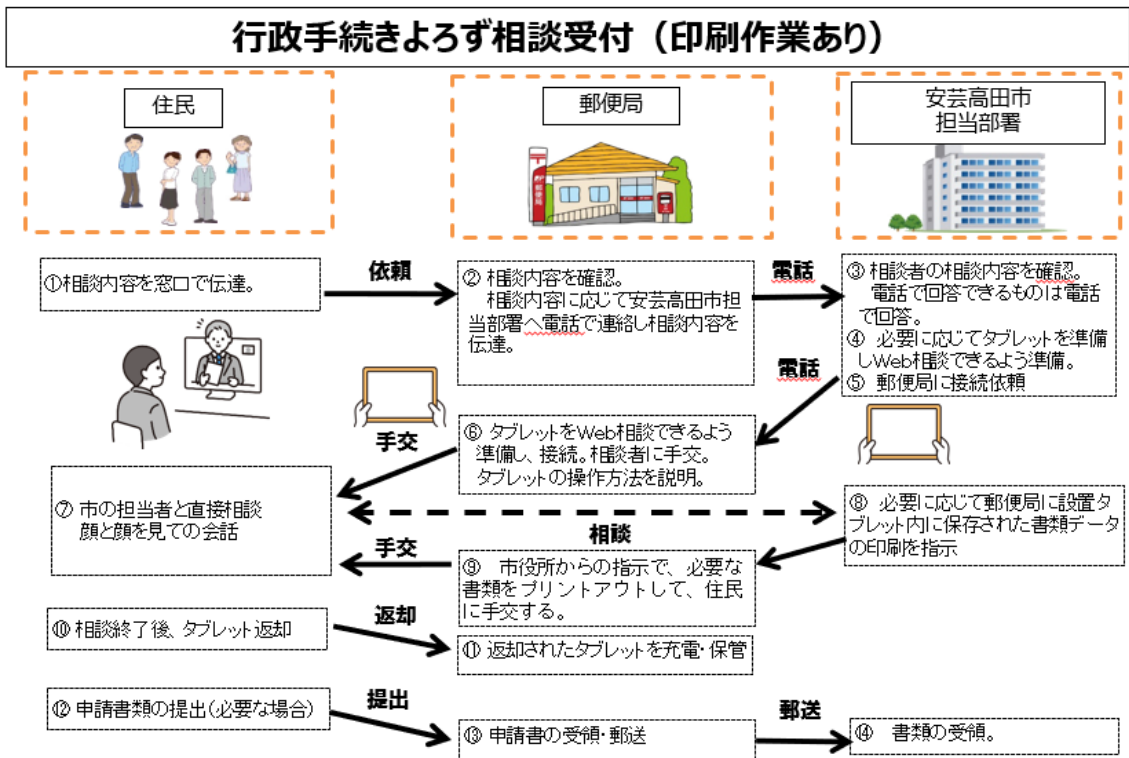 行政手続きよろず相談受付（印刷作業あり）
住民
郵便局
安芸高田市
担当部署
〒
郵便局
①相談内容を窓口で伝達。
依頼
② 相談内容を確認。
相談内容に応じて安芸高田市担
当部署へ電話で連絡し相談内容を
伝達。
電話
③ 相談者の相談内容を確認。
電話で回答できるものは電話
で回答。
④ 必要に応じてタブレットを準備
しWeb相談できるよう準備。
⑤ 郵便局に接続依頼
電話
⑥ タブレットをWeb相談できるよう
準備し、接続。相談者に手交。
タブレットの操作方法を説明。
手交
⑦ 市の担当者と直接相談
顔と顔を見ての会話
相談
⑧ 必要に応じて郵便局に設置タ
ブレット内に保存された書類データ
の印刷を指示
手交
⑨ 市役所からの指示で、必要な
書類をプリントアウトして、住民
に手交する。
⑩ 相談終了後、タブレット返却
返却
⑪ 返却されたタブレットを充電・保管
⑫ 申請書類の提出（必要な場合）
提出
⑬ 申請書の受領・郵送
郵送
⑭ 書類の受領。